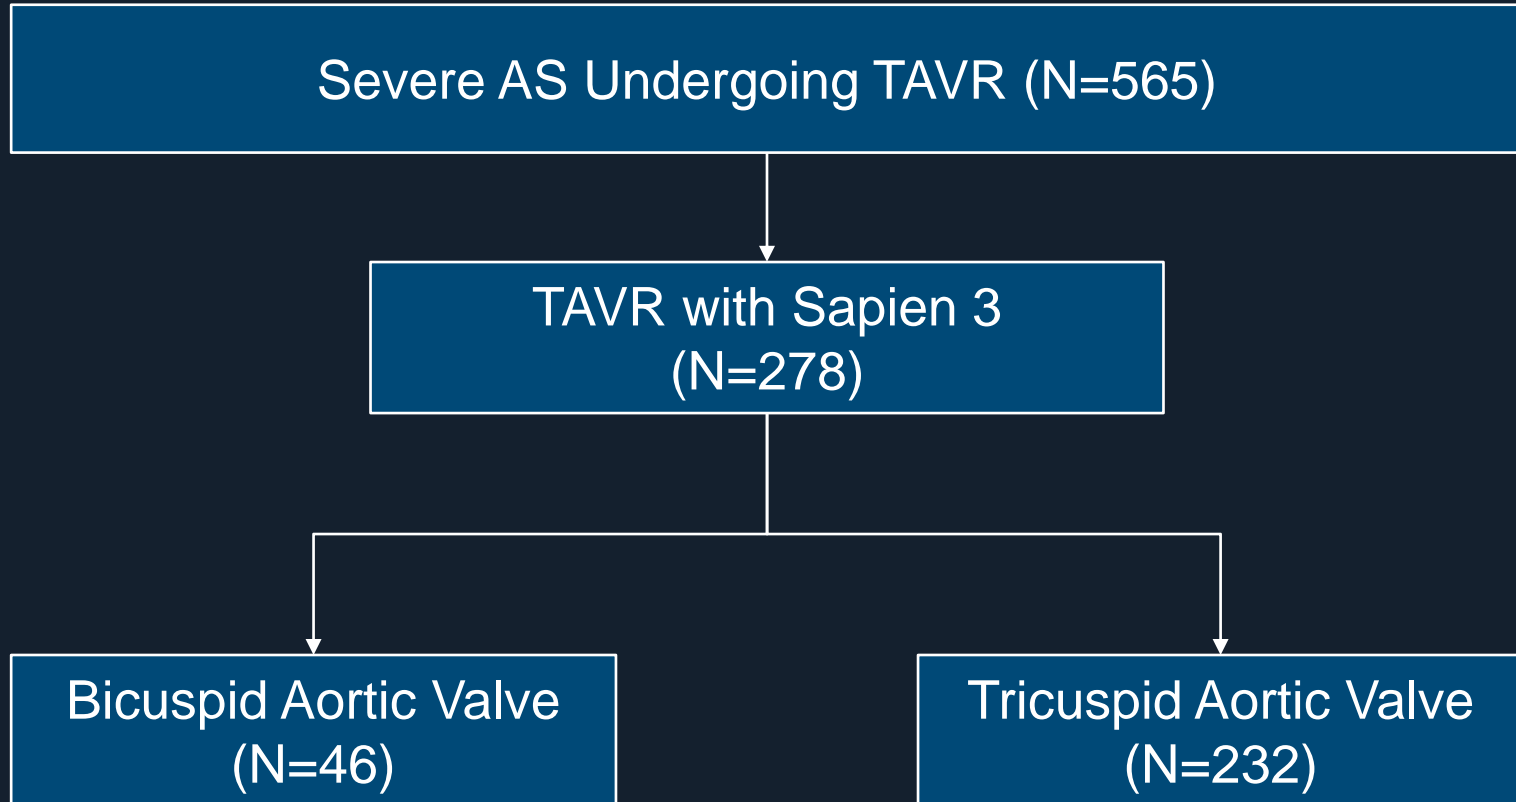 Severe AS Undergoing TAVR (N=565)
TAVR with Sapien 3
(N=278)
Bicuspid Aortic Valve
(N=46)
Tricuspid Aortic Valve
(N=232)